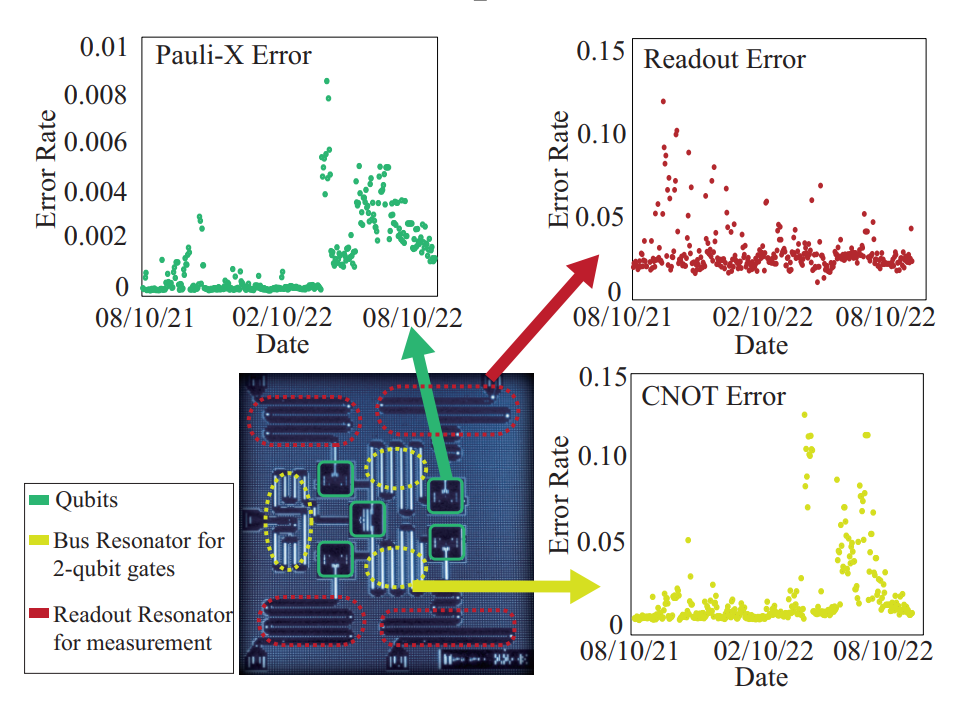 Pauli-X Error
0.01
0.008
0.006
0.004
0.002
0
Error Rate
08/10/21
02/10/22
08/10/22
Date
Readout Error
0.15
0.10
0.05
0
Error Rate
08/10/21
02/10/22
08/10/22
Date
Qubits
Bus Resonator for
2-qubit gates
Readout Resonator
for measurement
CNOT Error
0.15
0.10
0.05
0
Error Rate
08/10/21
02/10/22
08/10/22
Date